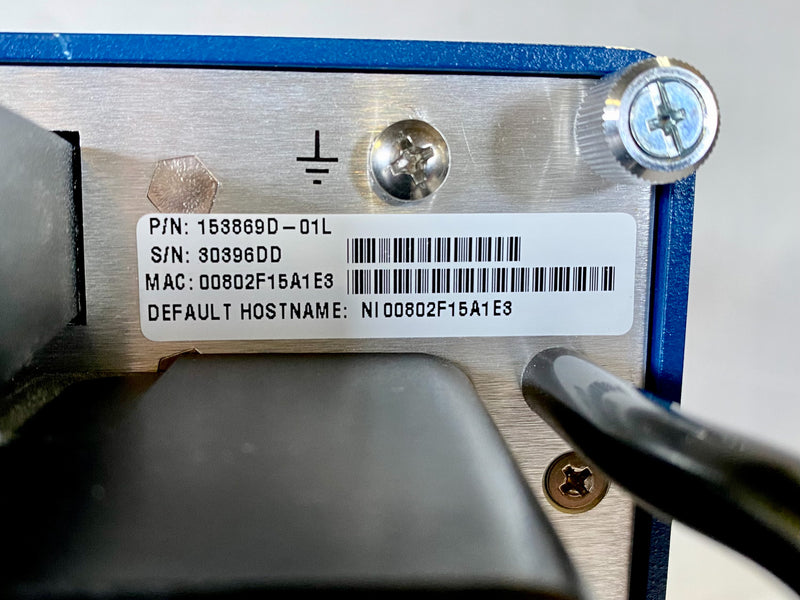 P/N: 153869D-01L
S/N: 30396DD
MAC: 00802F15A1E3
DEFAULT HOSTNAME: NI00802F15A1E3